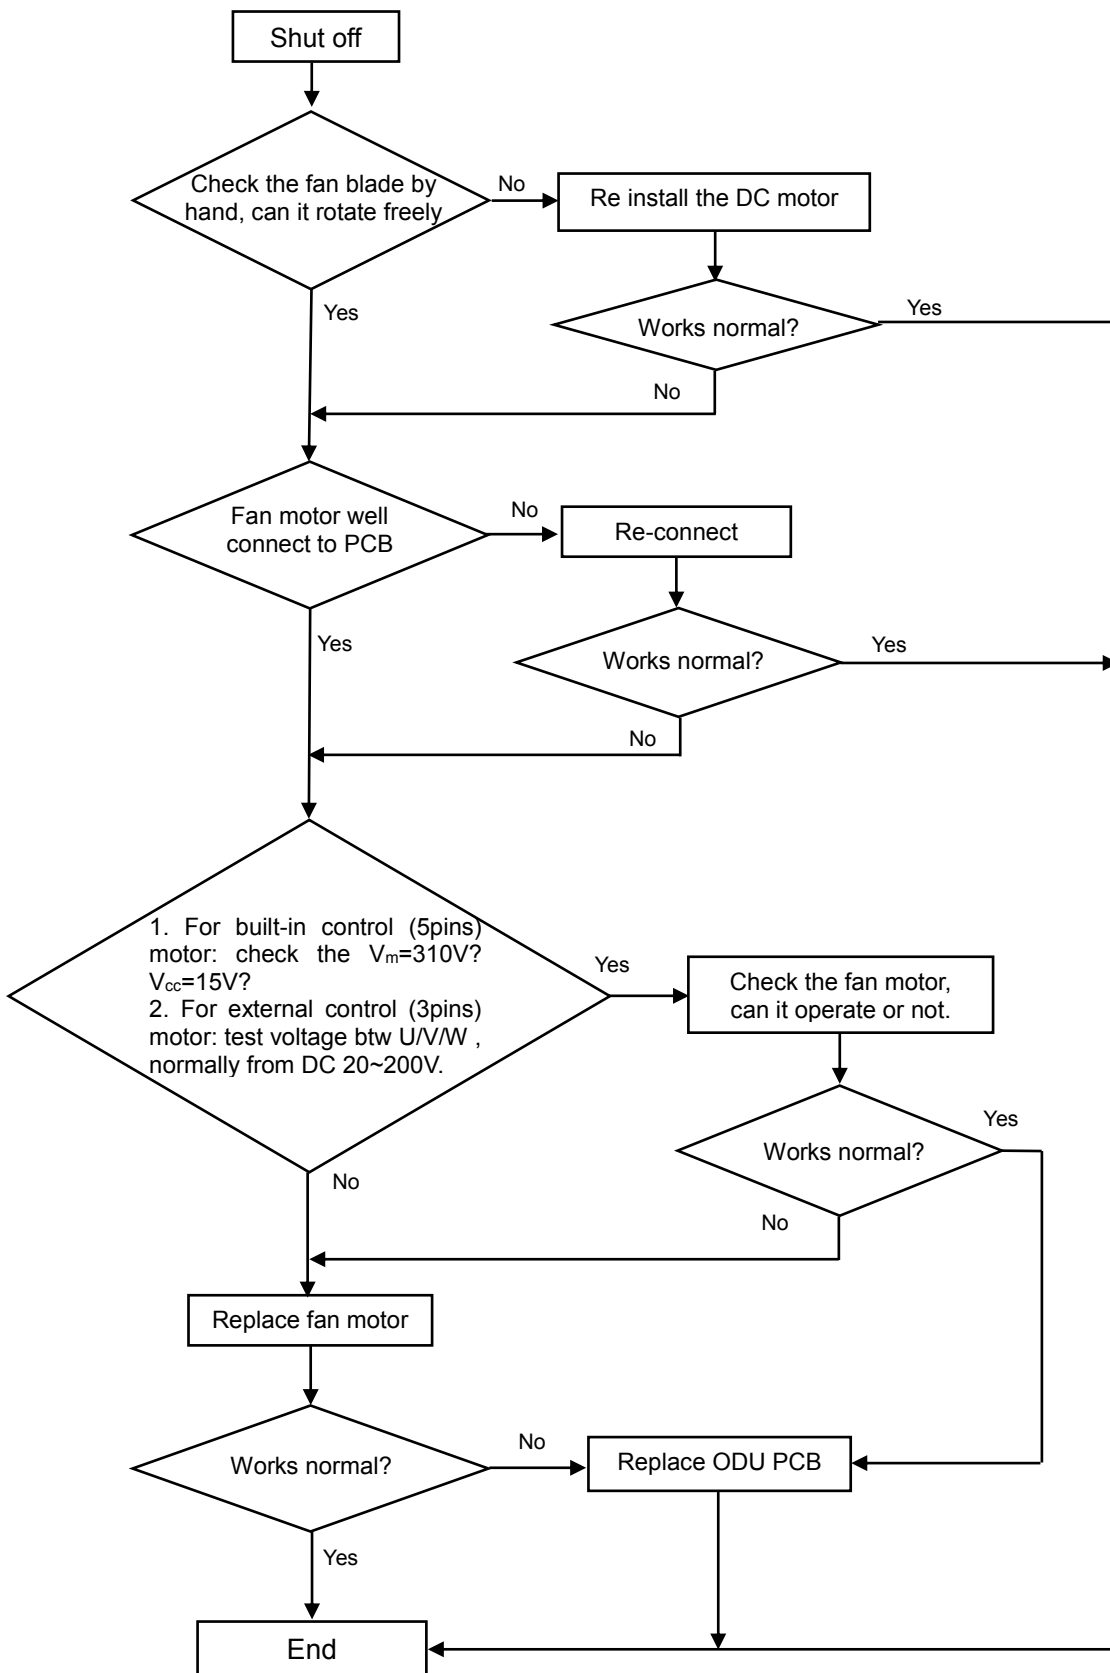 Shut off
Check the fan blade by
hand, can it rotate freely
No
Re install the DC motor
Yes
Works normal?
Yes
No
Fan motor well
connect to PCB
No
Re-connect
Yes
Works normal?
Yes
No
1. For built-in control (5pins)
motor: check the Vm=310V?
Vcc=15V?
2. For external control (3pins)
motor: test voltage btw U/V/W ,
normally from DC 20~200V.
Yes
Check the fan motor,
can it operate or not.
Works normal?
Yes
No
No
Replace fan motor
Works normal?
No
Replace ODU PCB
Yes
End